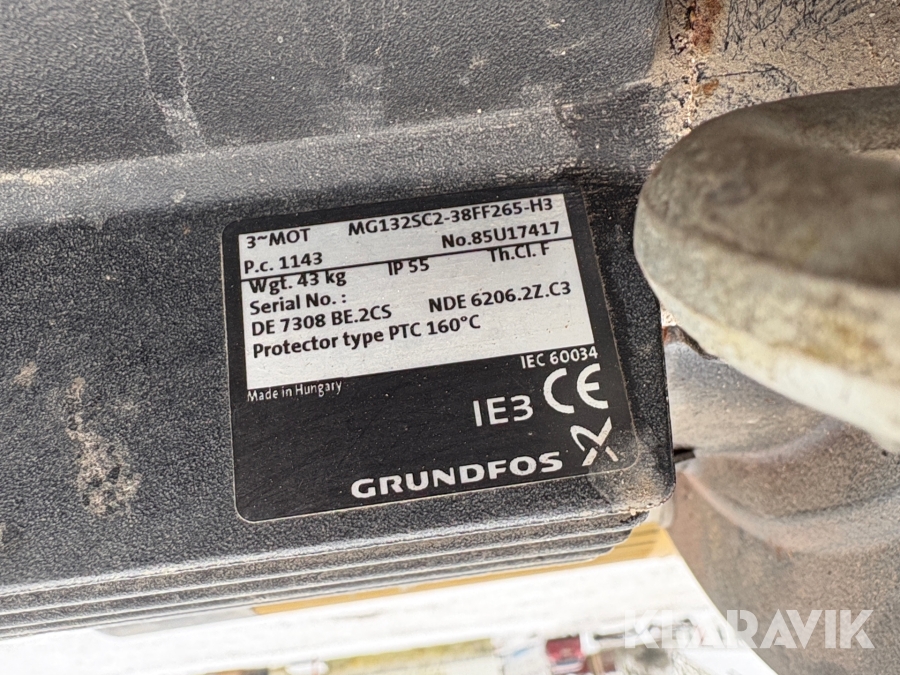 3~MOT MG132SC2-38FF265-H3
P.c. 1143 No.85U17417
Wgt. 43 kg IP 55 Th.Cl. F
Serial No. :
DE 7308 BE.2CS NDE 6206.2Z.C3
Protector type PTC 160°C
IEC 60034
Made in Hungary
IE3 CE
GRUNDFOS
KLARAVIK